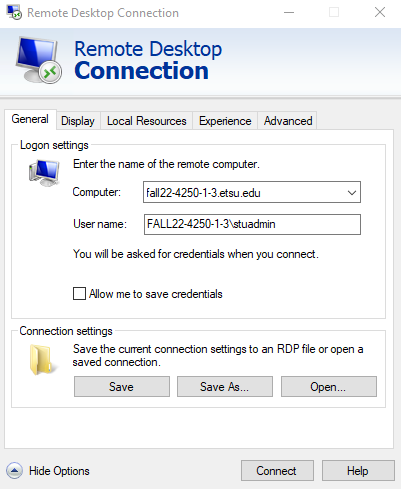 Remote Desktop Connection
Remote Desktop
Connection
General Display Local Resources Experience Advanced
Logon settings
Enter the name of the remote computer.
Computer: fall22-4250-1-3.etsu.edu
User name: FALL22-4250-1-3\stuadmin
You will be asked for credentials when you connect.
Allow me to save credentials
Connection settings
Save the current connection settings to an RDP file or open a
saved connection.
Save Save As... Open...
Hide Options Connect Help